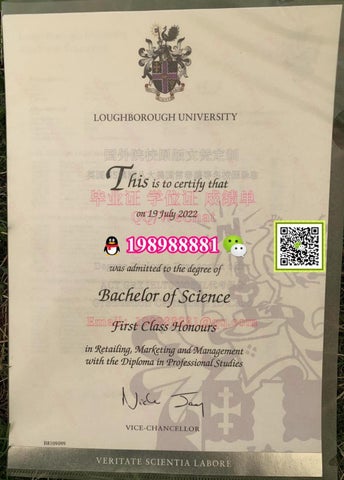 LOUGHBOROUGH UNIVERSITY
国外院校原版文凭定制
This is to certify that
毕业证 学位证 成绩单
on 19 July 2022
QQ/WeChat
198988881
was admitted to the degree of
Bachelor of Science
First Class Honours
in Retailing, Marketing and Management
with the Diploma in Professional Studies
VICE-CHANCELLOR
VERITATE SCIENTIA LABORE